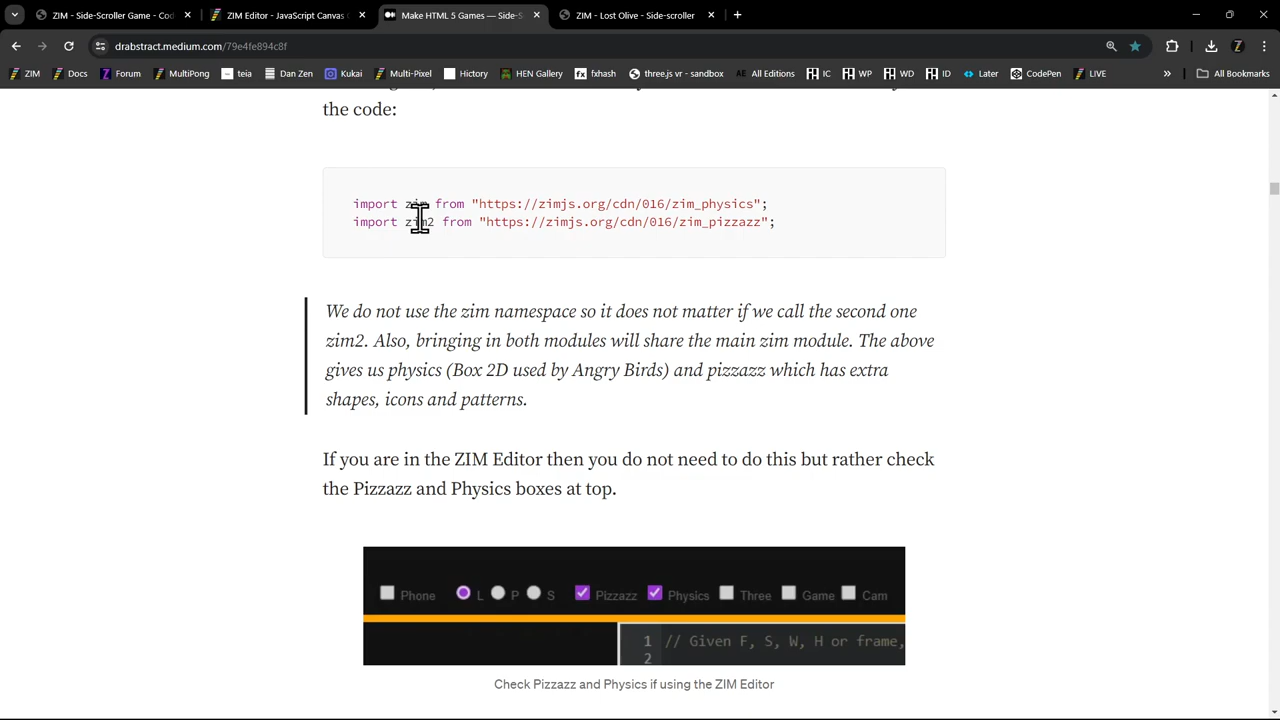 ZIM - Side-Scroller Game - Cod
ZIM Editor - JavaScript Canvas
Make HTML 5 Games — Side-S
ZIM - Lost Olive - Side-scroller
drabstract.medium.com/79e4fe894c8f
ZIM
Docs
Forum
MultiPong
teia
Dan Zen
Kukai
Multi-Pixel
Hictory
HEN Gallery
fxhash
three.js vr - sandbox
All Editions
IC
WP
WD
ID
Later
CodePen
LIVE
All Bookmarks
the code:
import zim from "https://zimjs.org/cdn/016/zim_physics";
import zim2 from "https://zimjs.org/cdn/016/zim_pizzazz";
We do not use the zim namespace so it does not matter if we call the second one
zim2. Also, bringing in both modules will share the main zim module. The above
gives us physics (Box 2D used by Angry Birds) and pizzazz which has extra
shapes, icons and patterns.
If you are in the ZIM Editor then you do not need to do this but rather check
the Pizzazz and Physics boxes at top.
Phone L P S Pizzazz Physics Three Game Cam
1 // Given F, S, W, H or frame,
2
Check Pizzazz and Physics if using the ZIM Editor